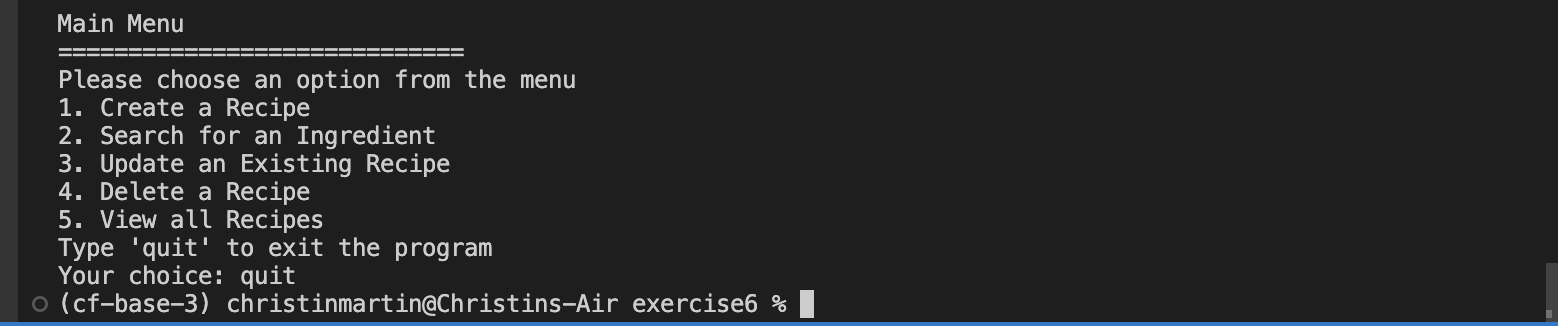 Main Menu
=============================
Please choose an option from the menu
1. Create a Recipe
2. Search for an Ingredient
3. Update an Existing Recipe
4. Delete a Recipe
5. View all Recipes
Type 'quit' to exit the program
Your choice: quit
(cf-base-3) christinmartin@Christins-Air exercise6 %